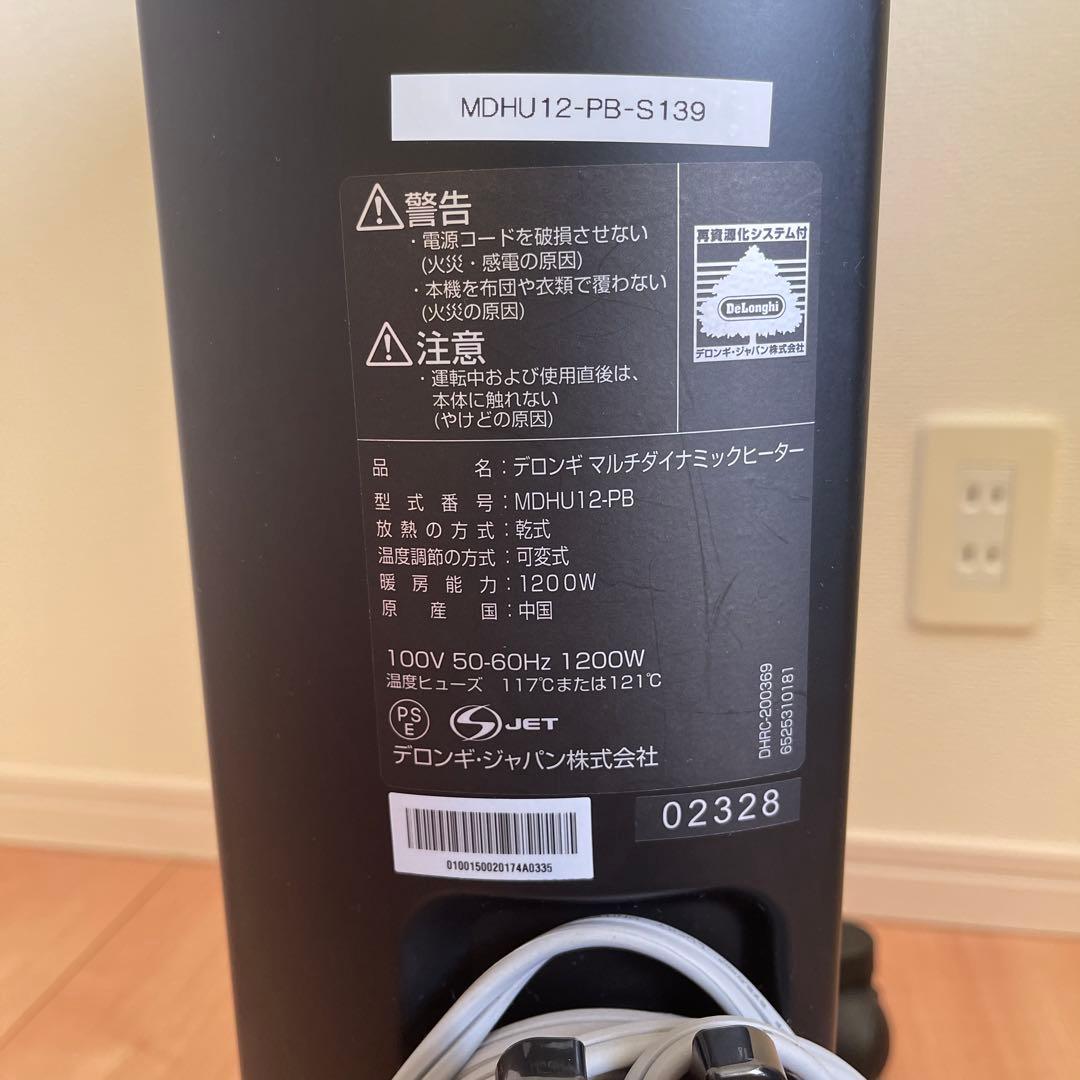 MDHU12-PB-S139
警告
・電源コードを破損させない
(火災・感電の原因)
・本機を布団や衣類で覆わない
(火災の原因)
注意
・運転中および使用直後は、
本体に触れない
(やけどの原因)
再資源化システム付
DeLonghi
デロンギ・ジャパン株式会社
品名：デロンギ マルチダイナミックヒーター
型式番号：MDHU12-PB
放熱の方式：乾式
温度調節の方式：可変式
暖房能力：1200W
原産国：中国
100V 50-60Hz 1200W
温度ヒューズ 117℃または121℃
PSE
JET
デロンギ・ジャパン株式会社
DHRC-200369
6525310181
0100150020174A0335
02328